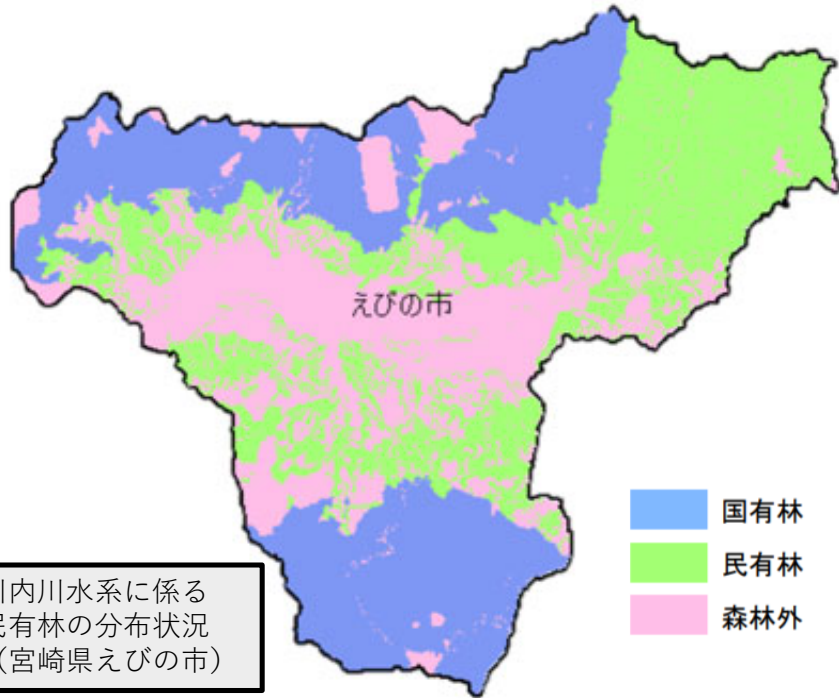 えびの市
国有林
民有林
森林外
川内川水系に係る
民有林の分布状況
（宮崎県えびの市）